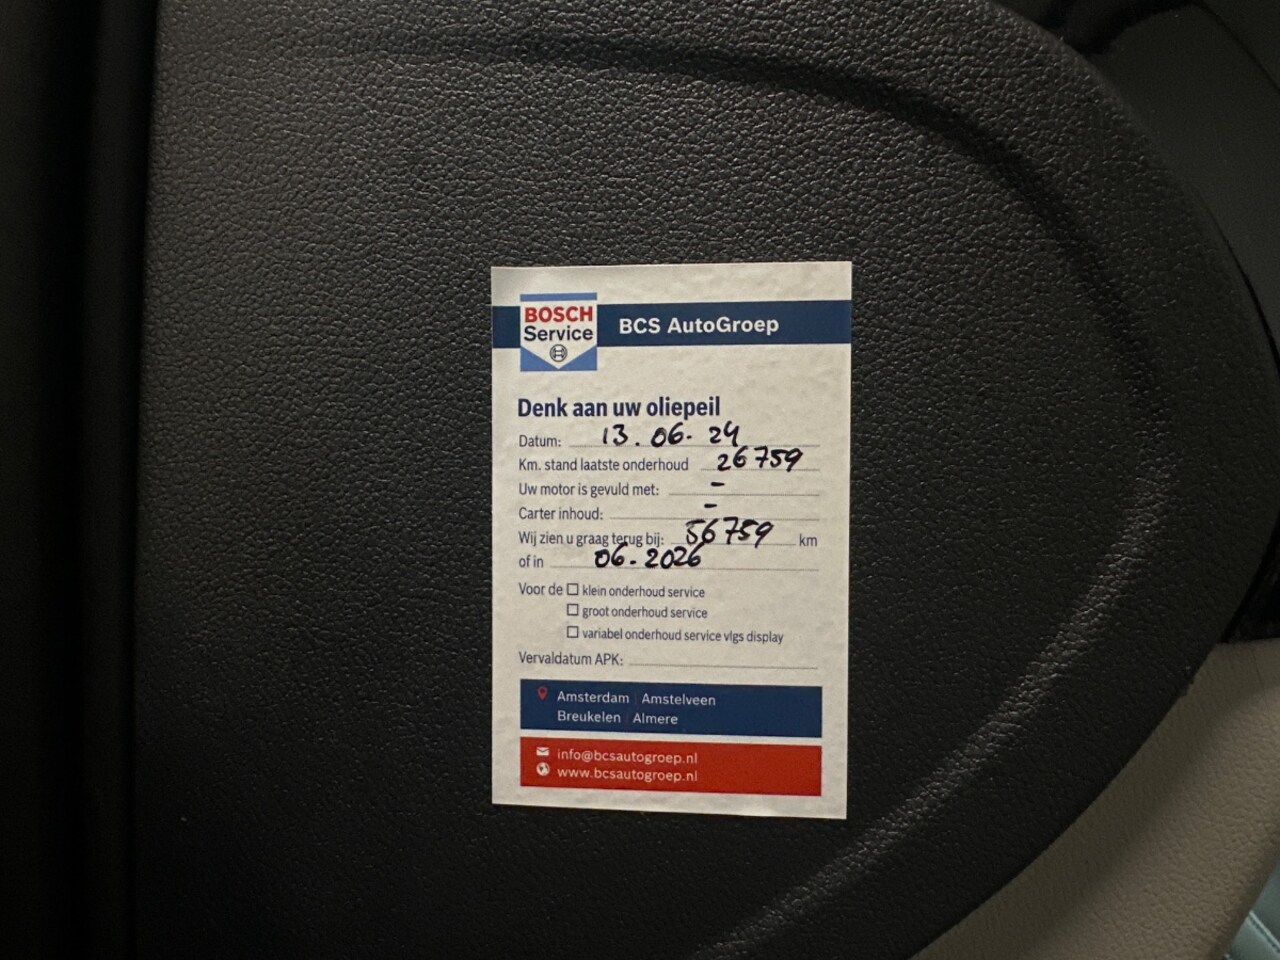 BOSCH
Service
BCS AutoGroep
Denk aan uw oliepeil
Datum: 13.06.24
Km. stand laatste onderhoud 26759
Uw motor is gevuld met: -
Carter inhoud: -
Wij zien u graag terug bij: 56759 km
of in 06-2026
Voor de ☐ klein onderhoud service
☐ groot onderhoud service
☐ variabel onderhoud service vlgs display
Vervaldatum APK:
Amsterdam | Amstelveen
Breukelen | Almere
info@bcsautogroep.nl
www.bcsautogroep.nl